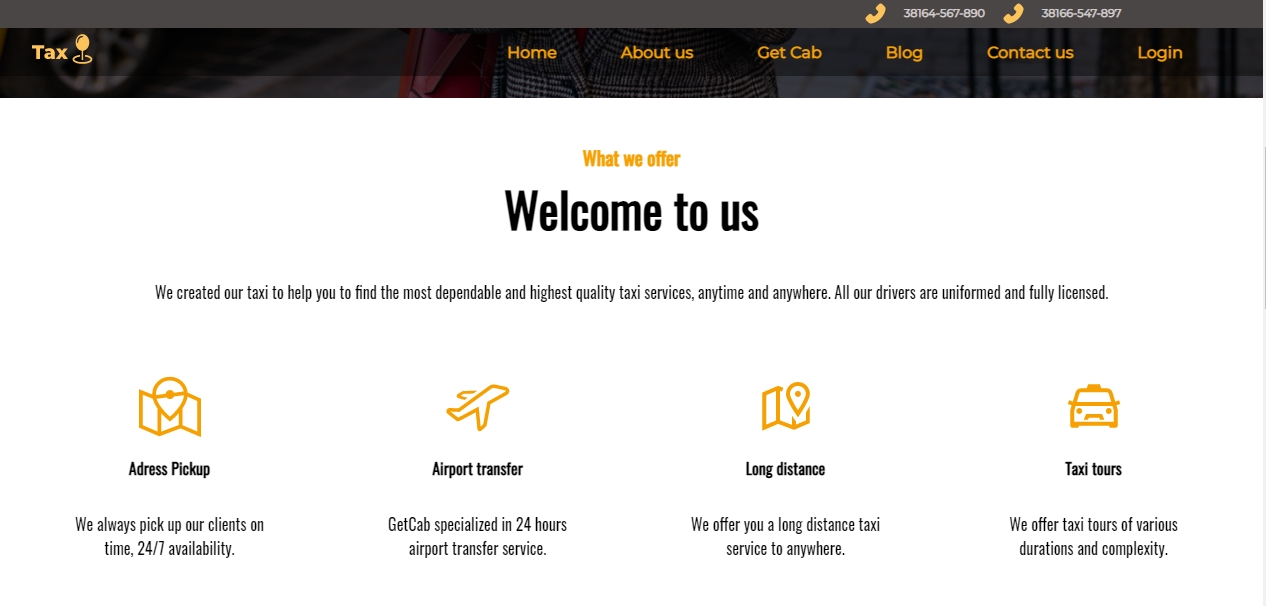 38164-567-890 38166-547-897
Tax Home About us Get Cab Blog Contact us Login
What we offer
Welcome to us
We created our taxi to help you to find the most dependable and highest quality taxi services, anytime and anywhere. All our drivers are uniformed and fully licensed.
Adress Pickup Airport transfer Long distance Taxi tours
We always pick up our clients on GetCab specialized in 24 hours We offer you a long distance taxi We offer taxi tours of various
time, 24/7 availability. airport transfer service. service to anywhere. durations and complexity.